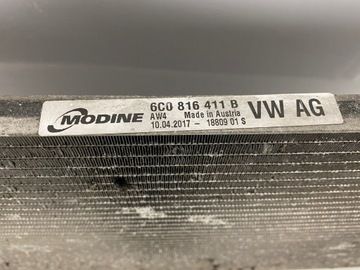 MODINE
6C0 816 411 B
AW4 Made in Austria
10.04.2017 – 18809 01 S
VW AG